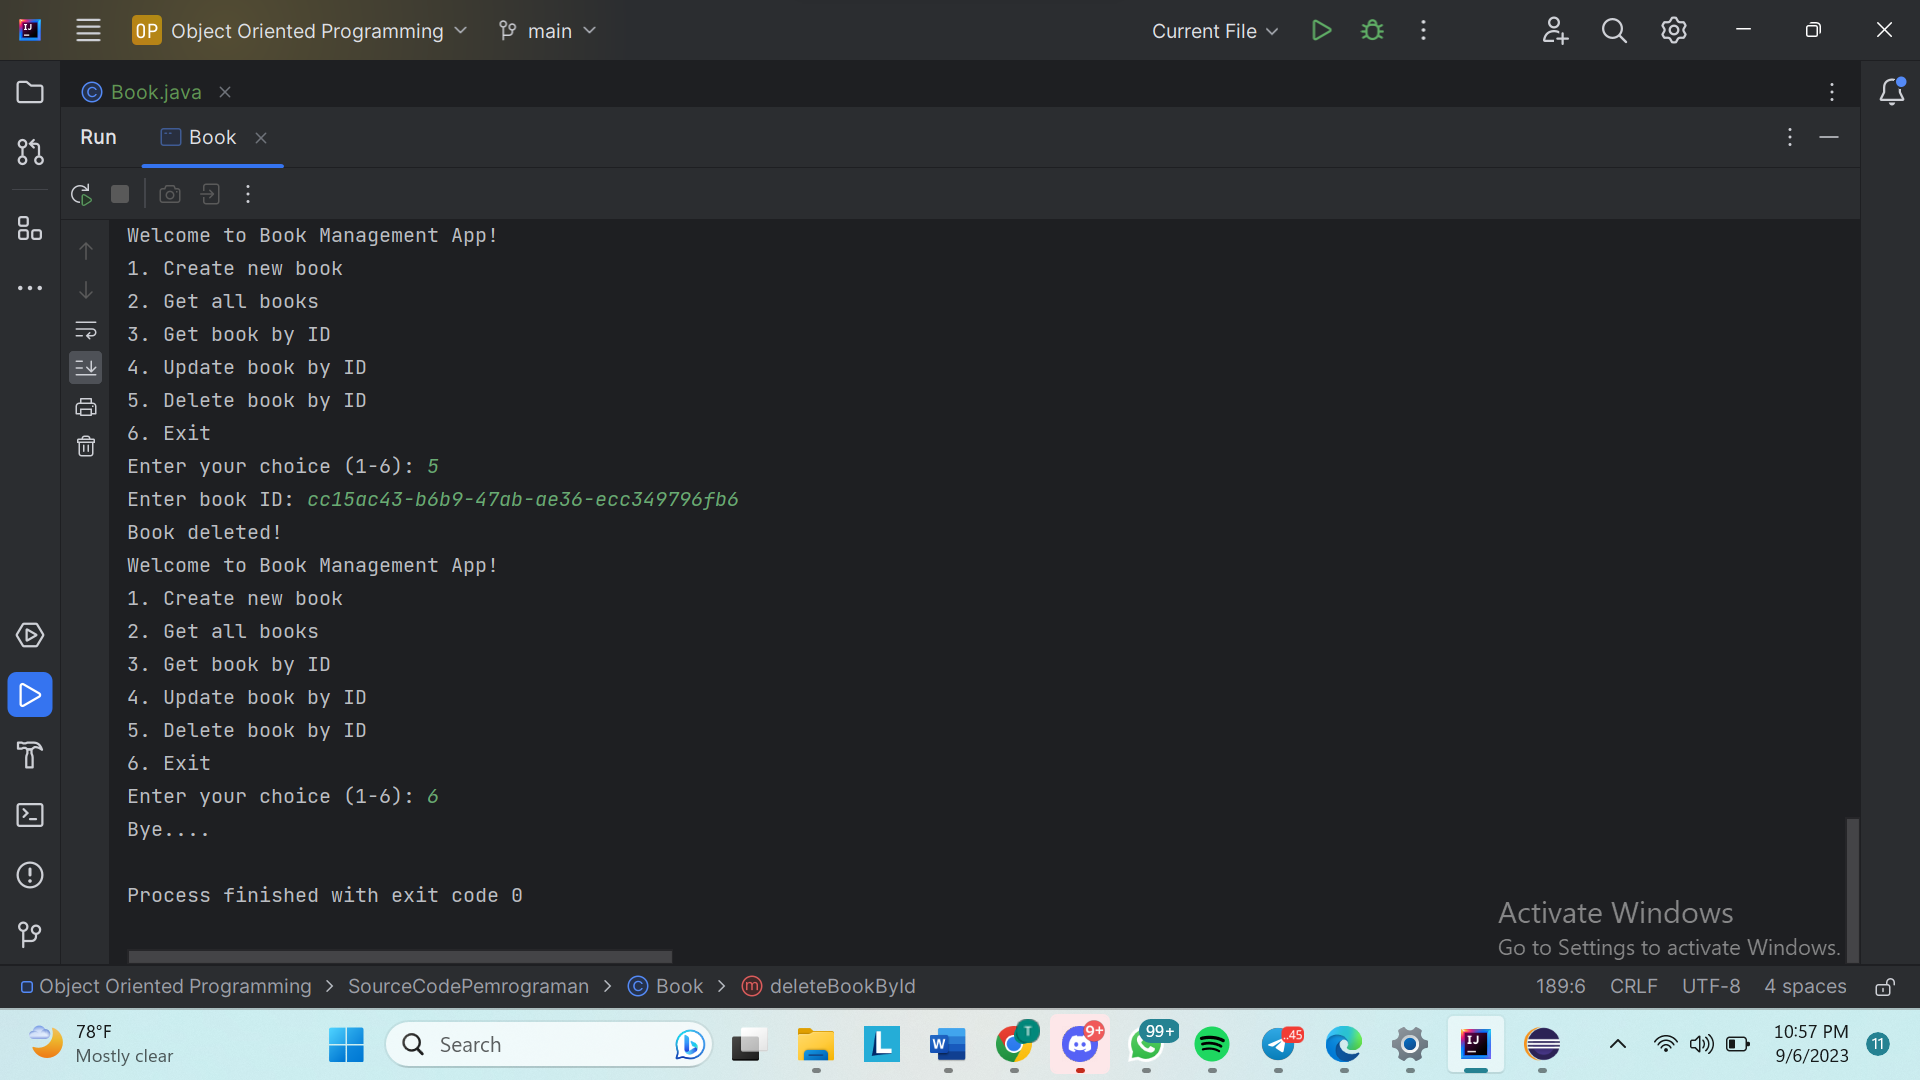 OP Object Oriented Programming main Current File
Book.java
Run Book
Welcome to Book Management App!
1. Create new book
2. Get all books
3. Get book by ID
4. Update book by ID
5. Delete book by ID
6. Exit
Enter your choice (1-6): 5
Enter book ID: cc15ac43-b6b9-47ab-ae36-ecc349796fb6
Book deleted!
Welcome to Book Management App!
1. Create new book
2. Get all books
3. Get book by ID
4. Update book by ID
5. Delete book by ID
6. Exit
Enter your choice (1-6): 6
Bye....
Process finished with exit code 0
Activate Windows
Go to Settings to activate Windows.
Object Oriented Programming > SourceCodePemrograman > Book > deleteBookById 189:6 CRLF UTF-8 4 spaces
78°F
Mostly clear
Search
T
9+
99+
..45
10:57 PM
9/6/2023
11